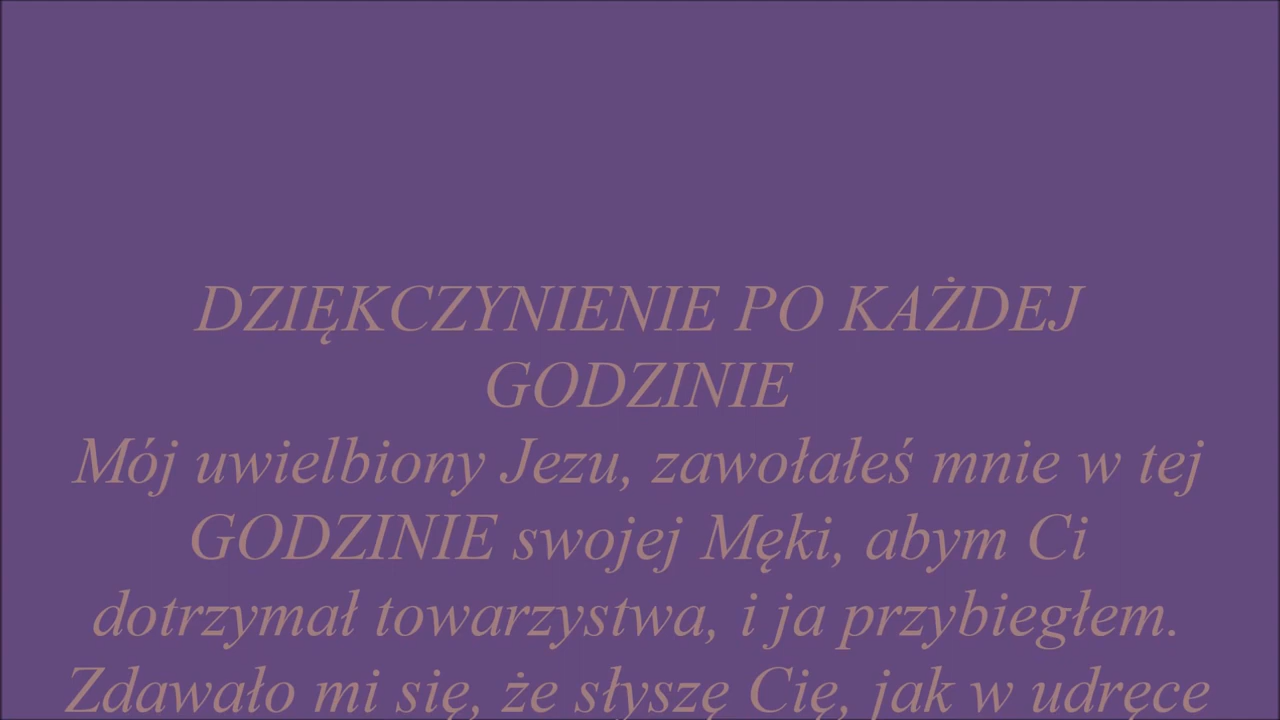 DZIĘKCZYNIENIE PO KAŻDEJ
GODZINIE
Mój uwielbiony Jezu, zawołałeś mnie w tej
GODZINIE swojej Męki, abym Ci
dotrzymał towarzystwa, i ja przybiegłem.
Zdawało mi się, że słyszę Cię, jak w udręce